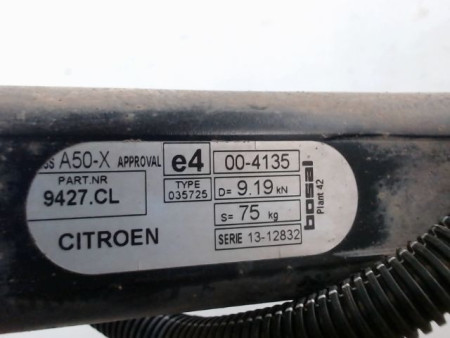 A50-X APPROVAL e4 00-4135
PART.NR
9427.CL
TYPE
035725
D= 9.19 kN
S= 75 kg
CITROEN
SERIE 13-12832
bosal
Plant 42